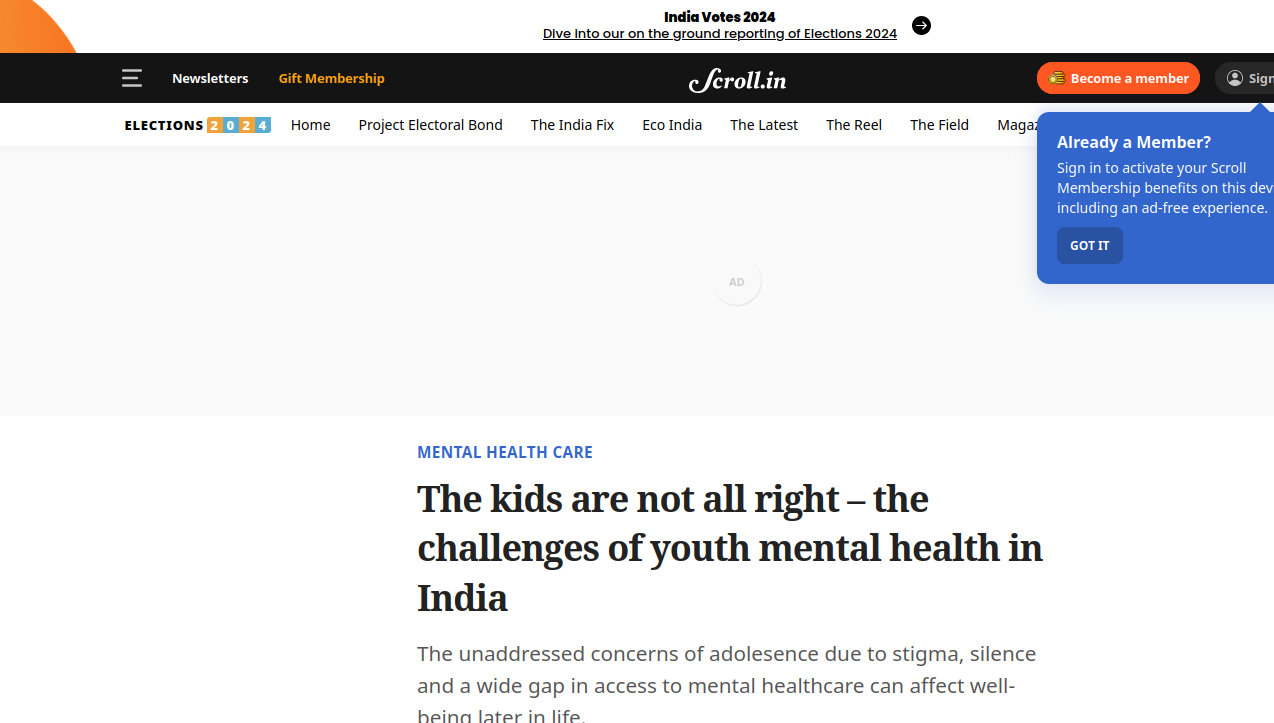 India Votes 2024
Dive into our on the ground reporting of Elections 2024
Newsletters
Gift Membership
Scroll.in
Become a member
Sign
ELECTIONS 2024
Home
Project Electoral Bond
The India Fix
Eco India
The Latest
The Reel
The Field
Magaz
Already a Member?
Sign in to activate your Scroll
Membership benefits on this dev
including an ad-free experience.
GOT IT
AD
MENTAL HEALTH CARE
The kids are not all right – the
challenges of youth mental health in
India
The unaddressed concerns of adolesence due to stigma, silence
and a wide gap in access to mental healthcare can affect well-
being later in life.